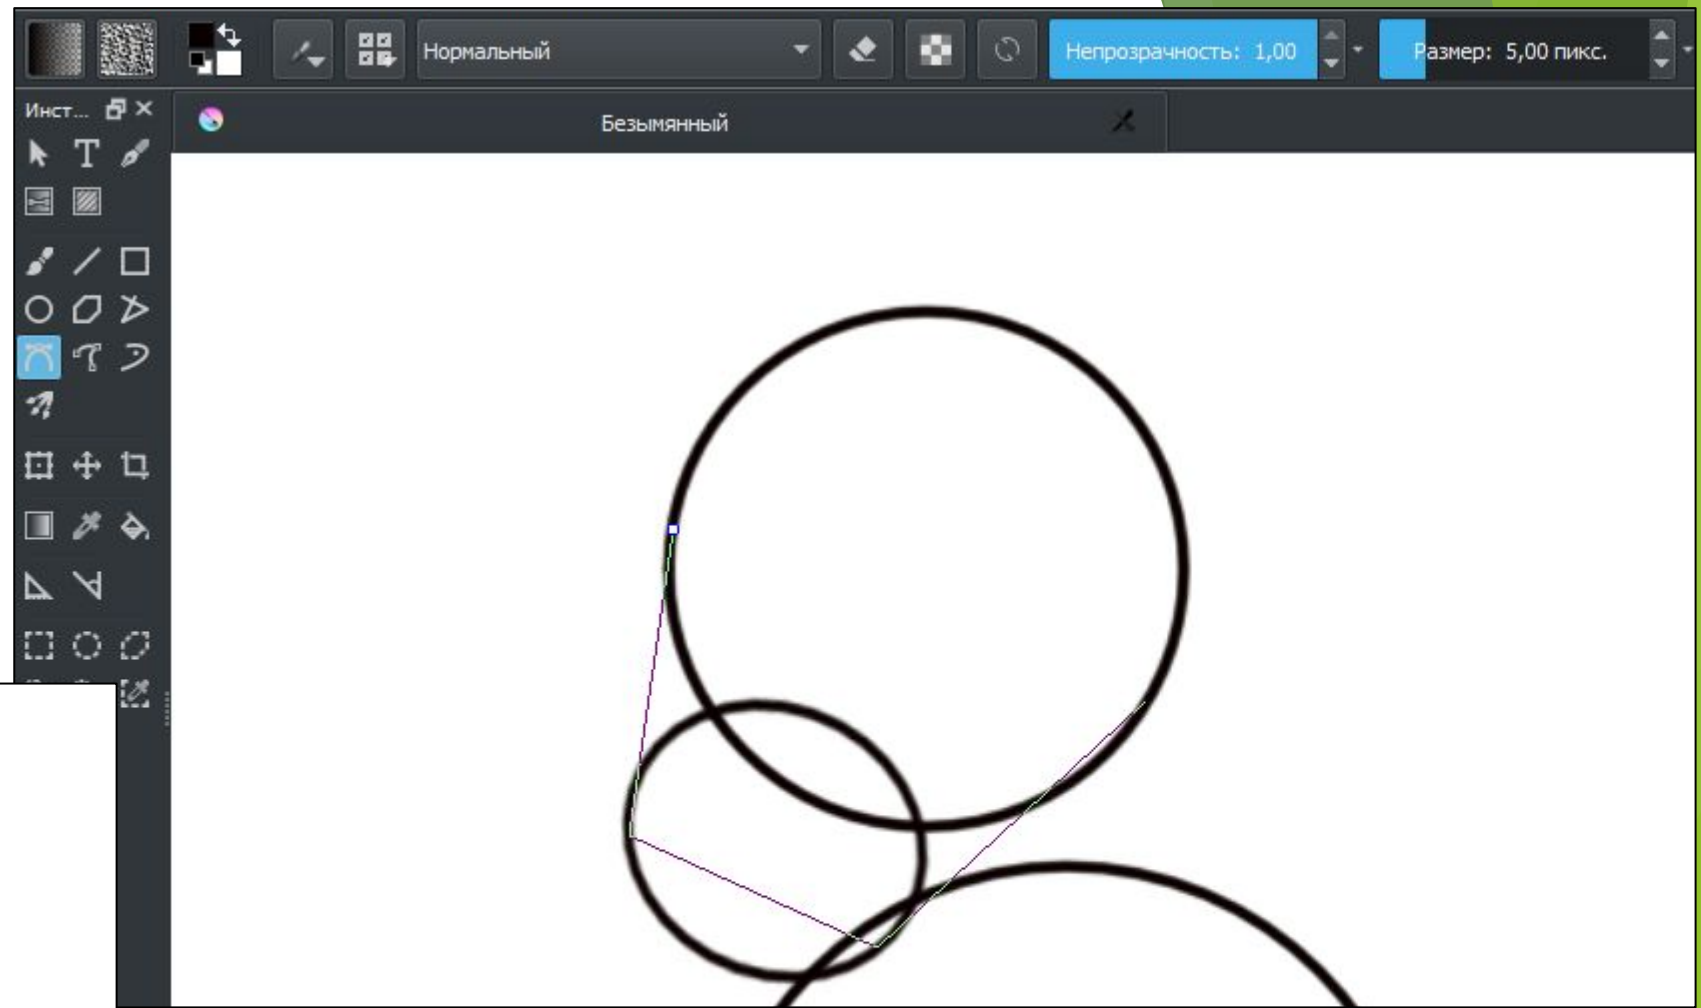 Нормальный
Непрозрачность: 1,00
Размер: 5,00 пикс.
Инст...
Безымянный